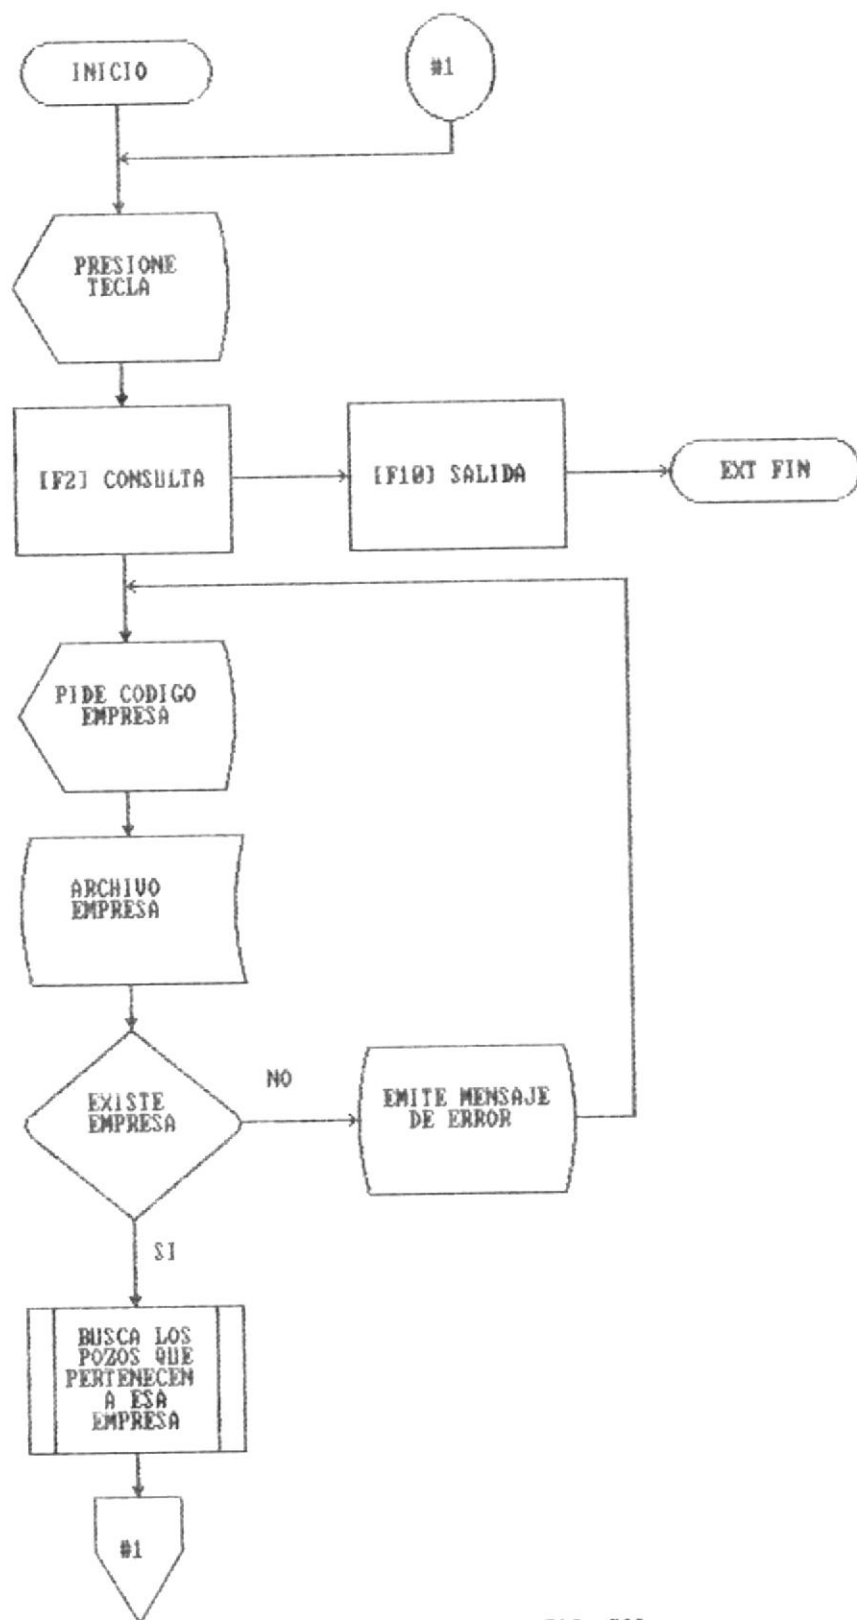 INICIO
#1
PRESIONE
TECLA
[F2] CONSULTA
[F10] SALIDA
EXT FIN
PIDE CODIGO
EMPRESA
ARCHIVO
EMPRESA
EXISTE
EMPRESA
NO
EMITE MENSAJE
DE ERROR
SI
BUSCA LOS
POZOS QUE
PERTENECEN
A ESA
EMPRESA
#1